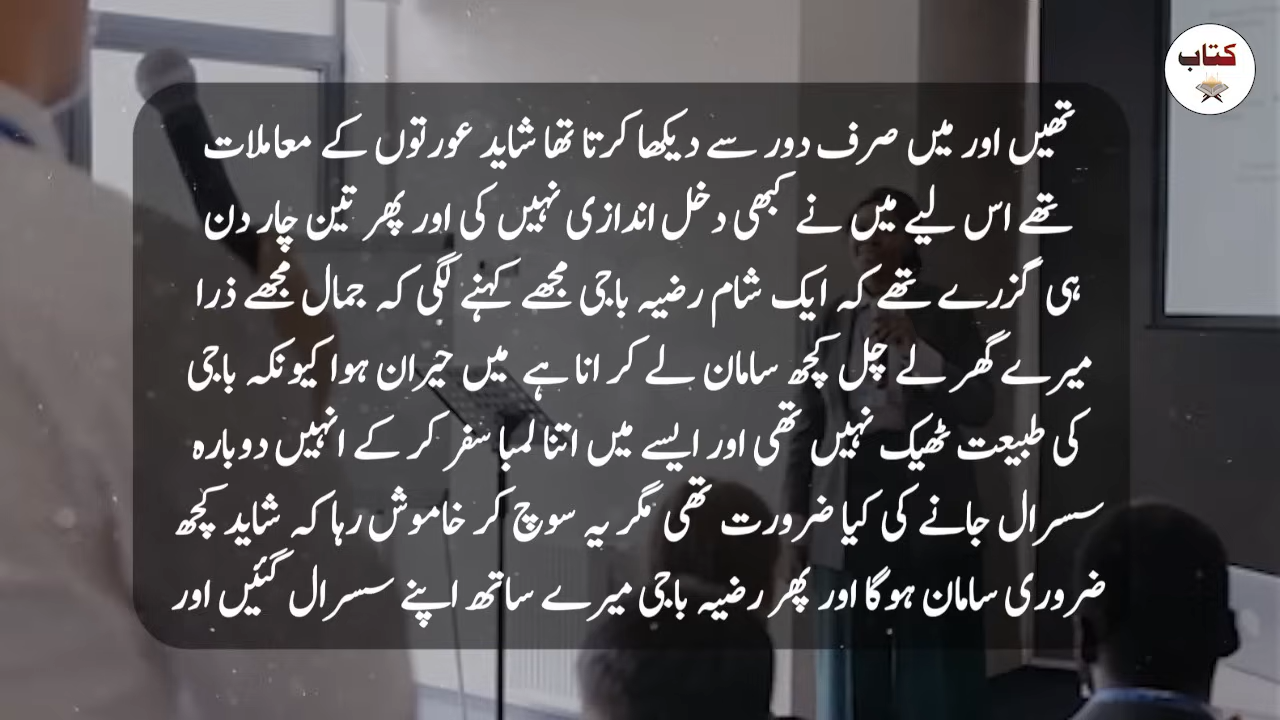 کتاب
تھیں اور میں صرف دور سے دیکھا کرتا تھا شاید عورتوں کے معاملات
تھے اس لیے میں نے کبھی دخل اندازی نہیں کی اور پھر تین چار دن
ہی گزرے تھے کہ ایک شام رضیہ باجی مجھے کہنے لگی کہ جمال مجھے ذرا
میرے گھر لے چل کچھ سامان لے کر انا ہے میں حیران ہوا کیونکہ باجی
کی طبیعت ٹھیک نہیں تھی اور ایسے میں اتنا لمبا سفر کر کے انہیں دوبارہ
سسرال جانے کی کیا ضرورت تھی مگر یہ سوچ کر خاموش رہا کہ شاید کچھ
ضروری سامان ہوگا اور پھر رضیہ باجی میرے ساتھ اپنے سسرال گئیں اور